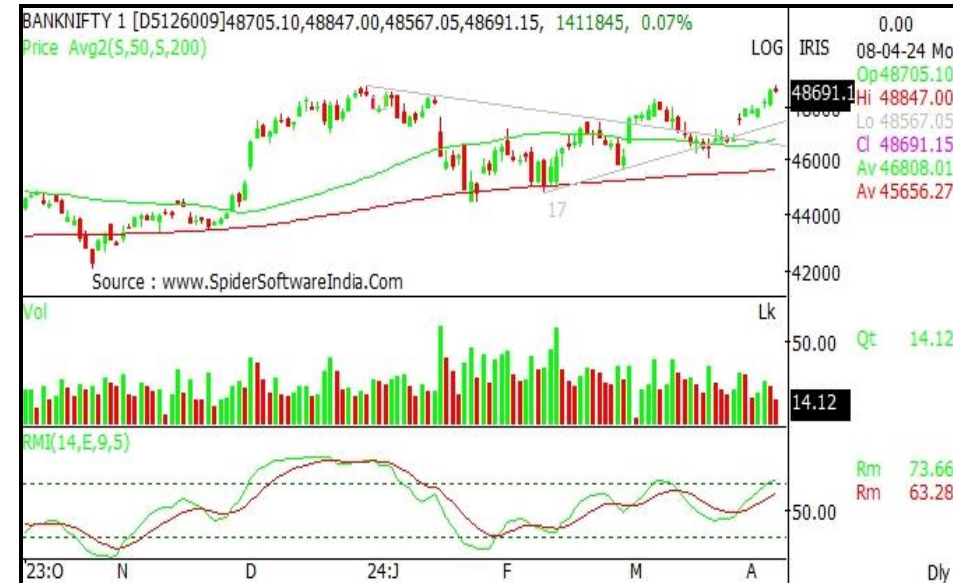 BANKNIFTY 1 [D5126009]48705.10,48847.00,48567.05,48691.15, 1411845, 0.07%
0.00
Price Avg2(S,50,S,200)
LOG
IRIS
08-04-24 Mo
Op48705.10
48691.1
Hi 48847.00
48000
Lo 48567.05
Cl 48691.15
46000
Av 46808.01
Av 45656.27
17
44000
42000
Source : www.SpiderSoftwareIndia.Com
Vol
Lk
50.00
Qt 14.12
14.12
RMI(14,E,9,5)
Rm 73.66
Rm 63.28
50.00
'23:O N D 24:J F M A
Dly